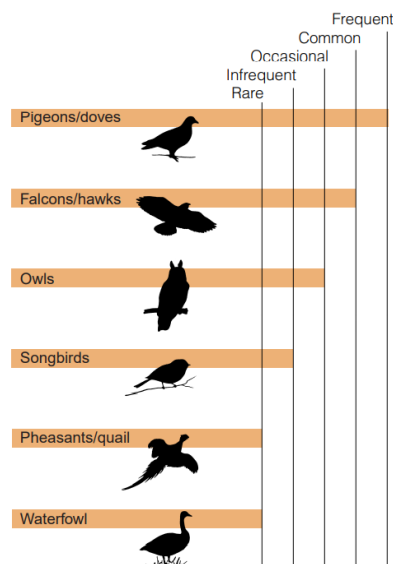 Frequent
Common
Occasional
Infrequent
Rare
Pigeons/doves
Falcons/hawks
Owls
Songbirds
Pheasants/quail
Waterfowl